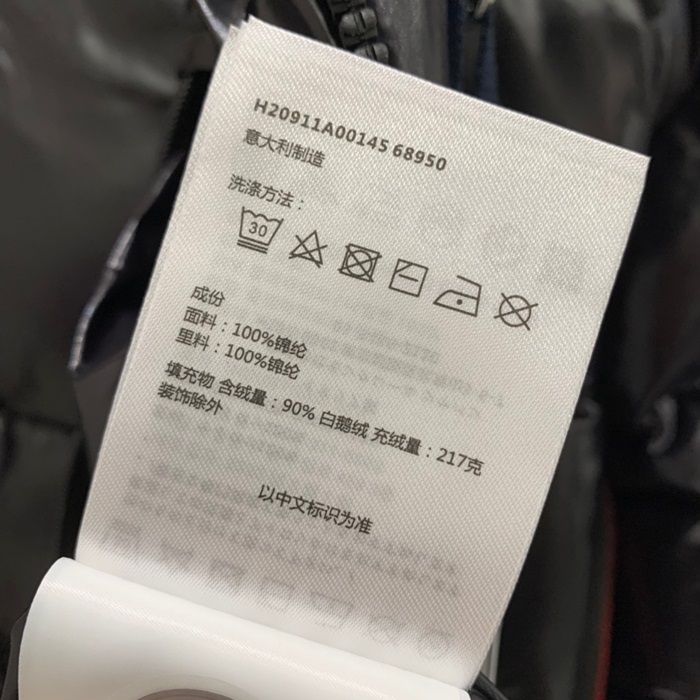 H20911A00145 68950
意大利制造
洗涤方法：
30
成份
面料：100%锦纶
里料：100%锦纶
填充物 含绒量：90% 白鹅绒 充绒量：217克
装饰除外
以中文标识为准